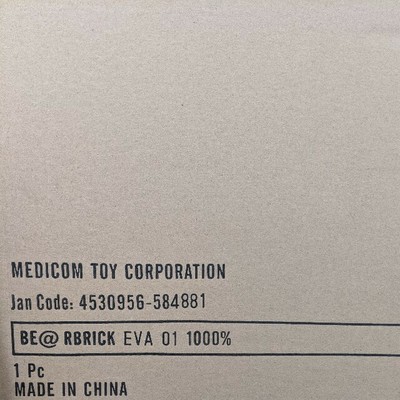 MEDICOM TOY CORPORATION
Jan Code: 4530956-584881
BE@ RBRICK EVA 01 1000%
1 Pc
MADE IN CHINA